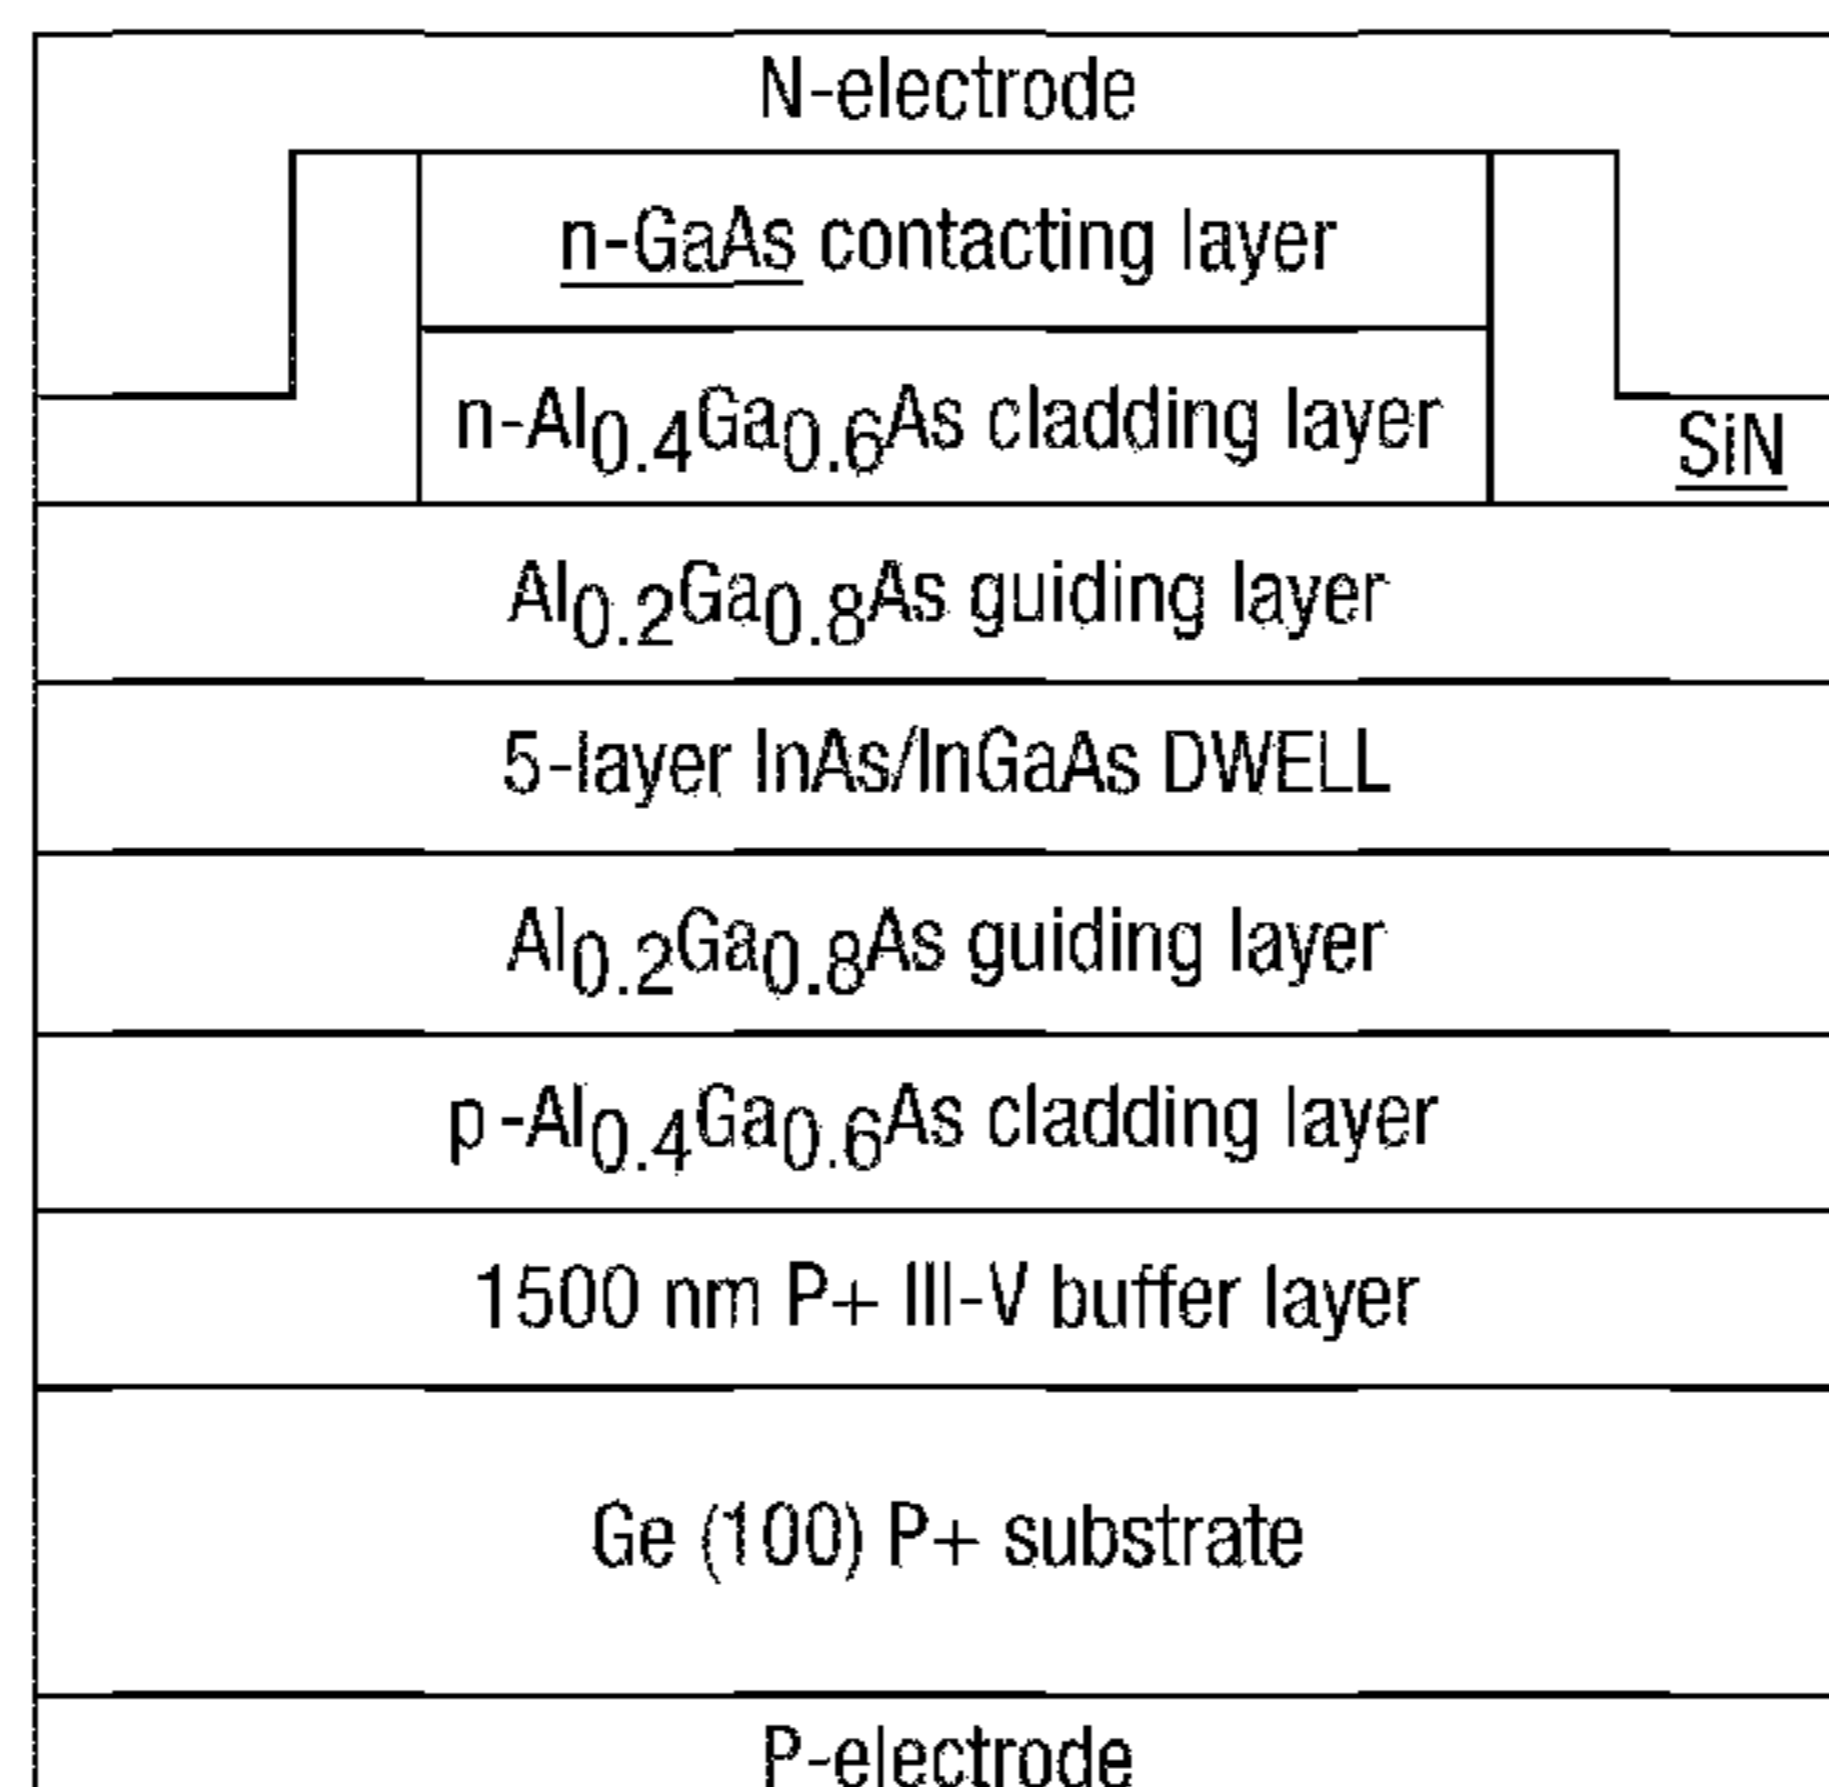 N-electrode
n-GaAs contacting layer
n-Al0.4Ga0.6As cladding layer
SiN
Al0.2Ga0.8As guiding layer
5-layer InAs/InGaAs DWELL
Al0.2Ga0.8As guiding layer
p-Al0.4Ga0.6As cladding layer
1500 nm P+ III-V buffer layer
Ge (100) P+ substrate
P-electrode